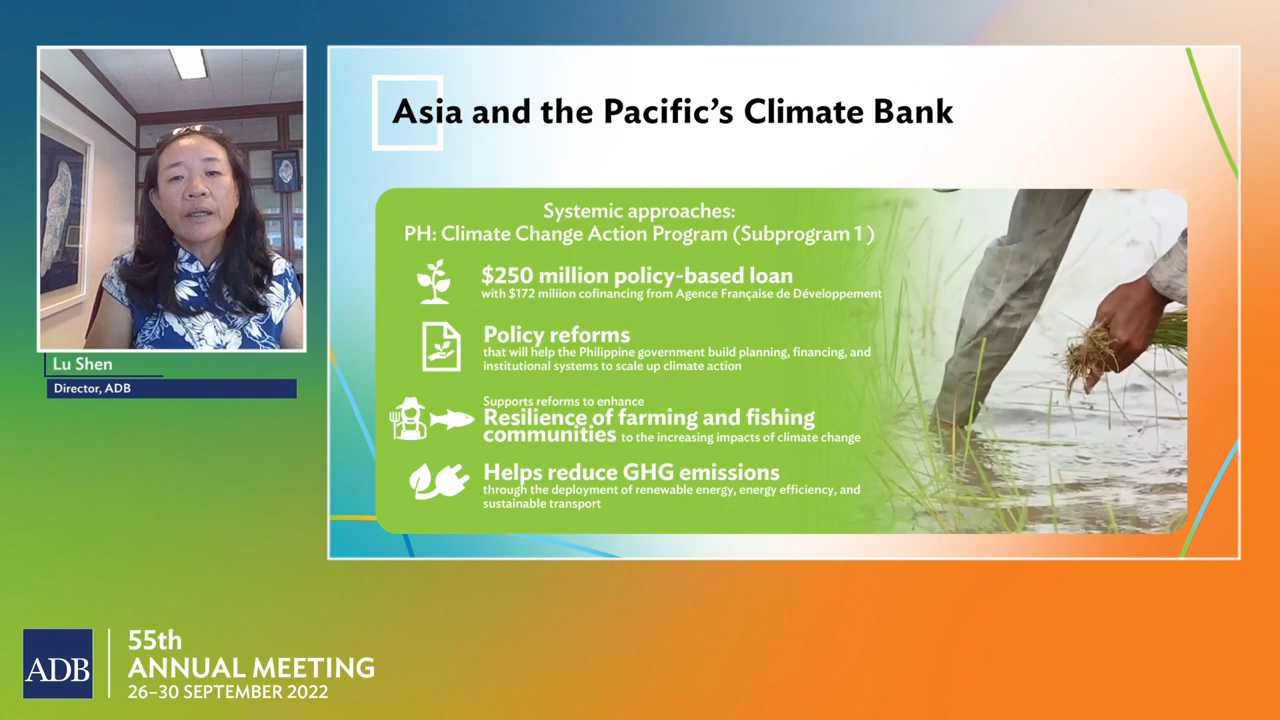 Asia and the Pacific’s Climate Bank
Systemic approaches:
PH: Climate Change Action Program (Subprogram 1)
$250 million policy-based loan
with $172 million cofinancing from Agence Française de Développement
Policy reforms
that will help the Philippine government build planning, financing, and
institutional systems to scale up climate action
Supports reforms to enhance
Resilience of farming and fishing
communities to the increasing impacts of climate change
Helps reduce GHG emissions
through the deployment of renewable energy, energy efficiency, and
sustainable transport
Lu Shen
Director, ADB
ADB
55th
ANNUAL MEETING
26–30 SEPTEMBER 2022